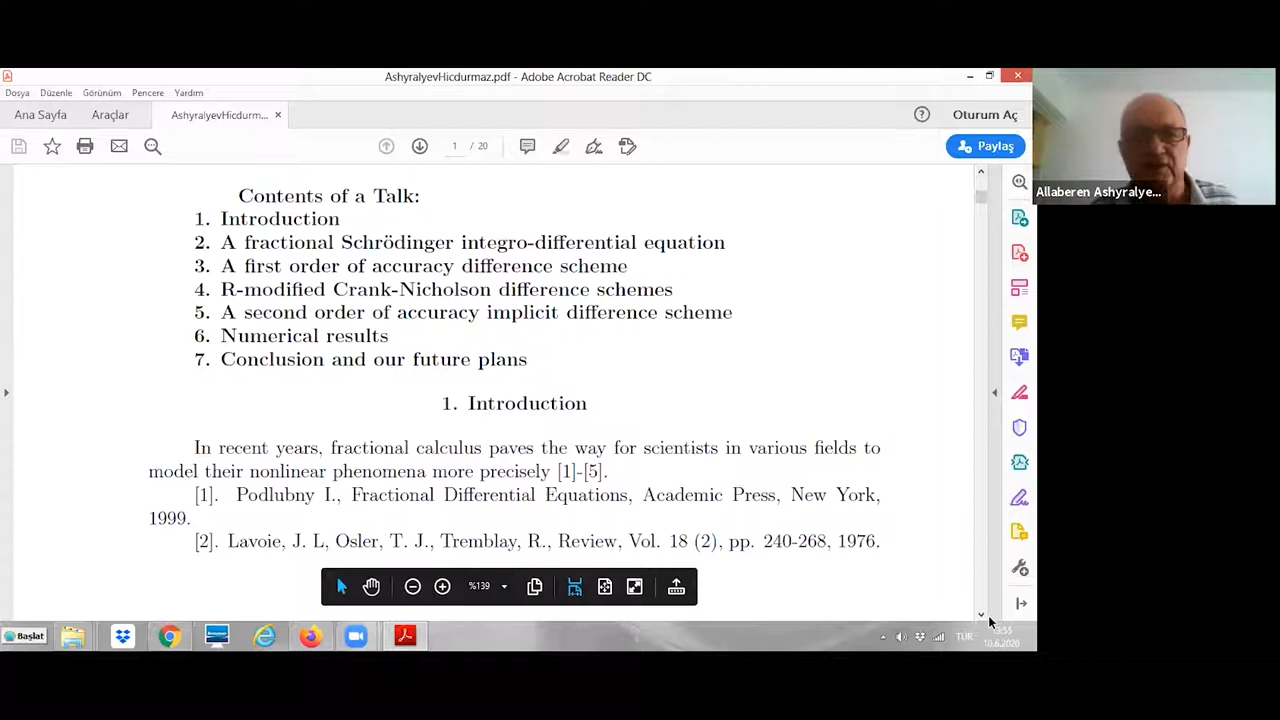 AshyralyevHicdurmaz.pdf - Adobe Acrobat Reader DC
Dosya Düzenle Görünüm Pencere Yardım
Ana Sayfa Araçlar AshyralyevHicdurm... × Oturum Aç
1 / 20 Paylaş
Allaberen Ashyralye...
Contents of a Talk:
1. Introduction
2. A fractional Schrödinger integro-differential equation
3. A first order of accuracy difference scheme
4. R-modified Crank-Nicholson difference schemes
5. A second order of accuracy implicit difference scheme
6. Numerical results
7. Conclusion and our future plans
1. Introduction
In recent years, fractional calculus paves the way for scientists in various fields to
model their nonlinear phenomena more precisely [1]-[5].
[1]. Podlubny I., Fractional Differential Equations, Academic Press, New York,
1999.
[2]. Lavoie, J. L, Osler, T. J., Tremblay, R., Review, Vol. 18 (2), pp. 240-268, 1976.
%139
Başlat TUR
10.6.2020